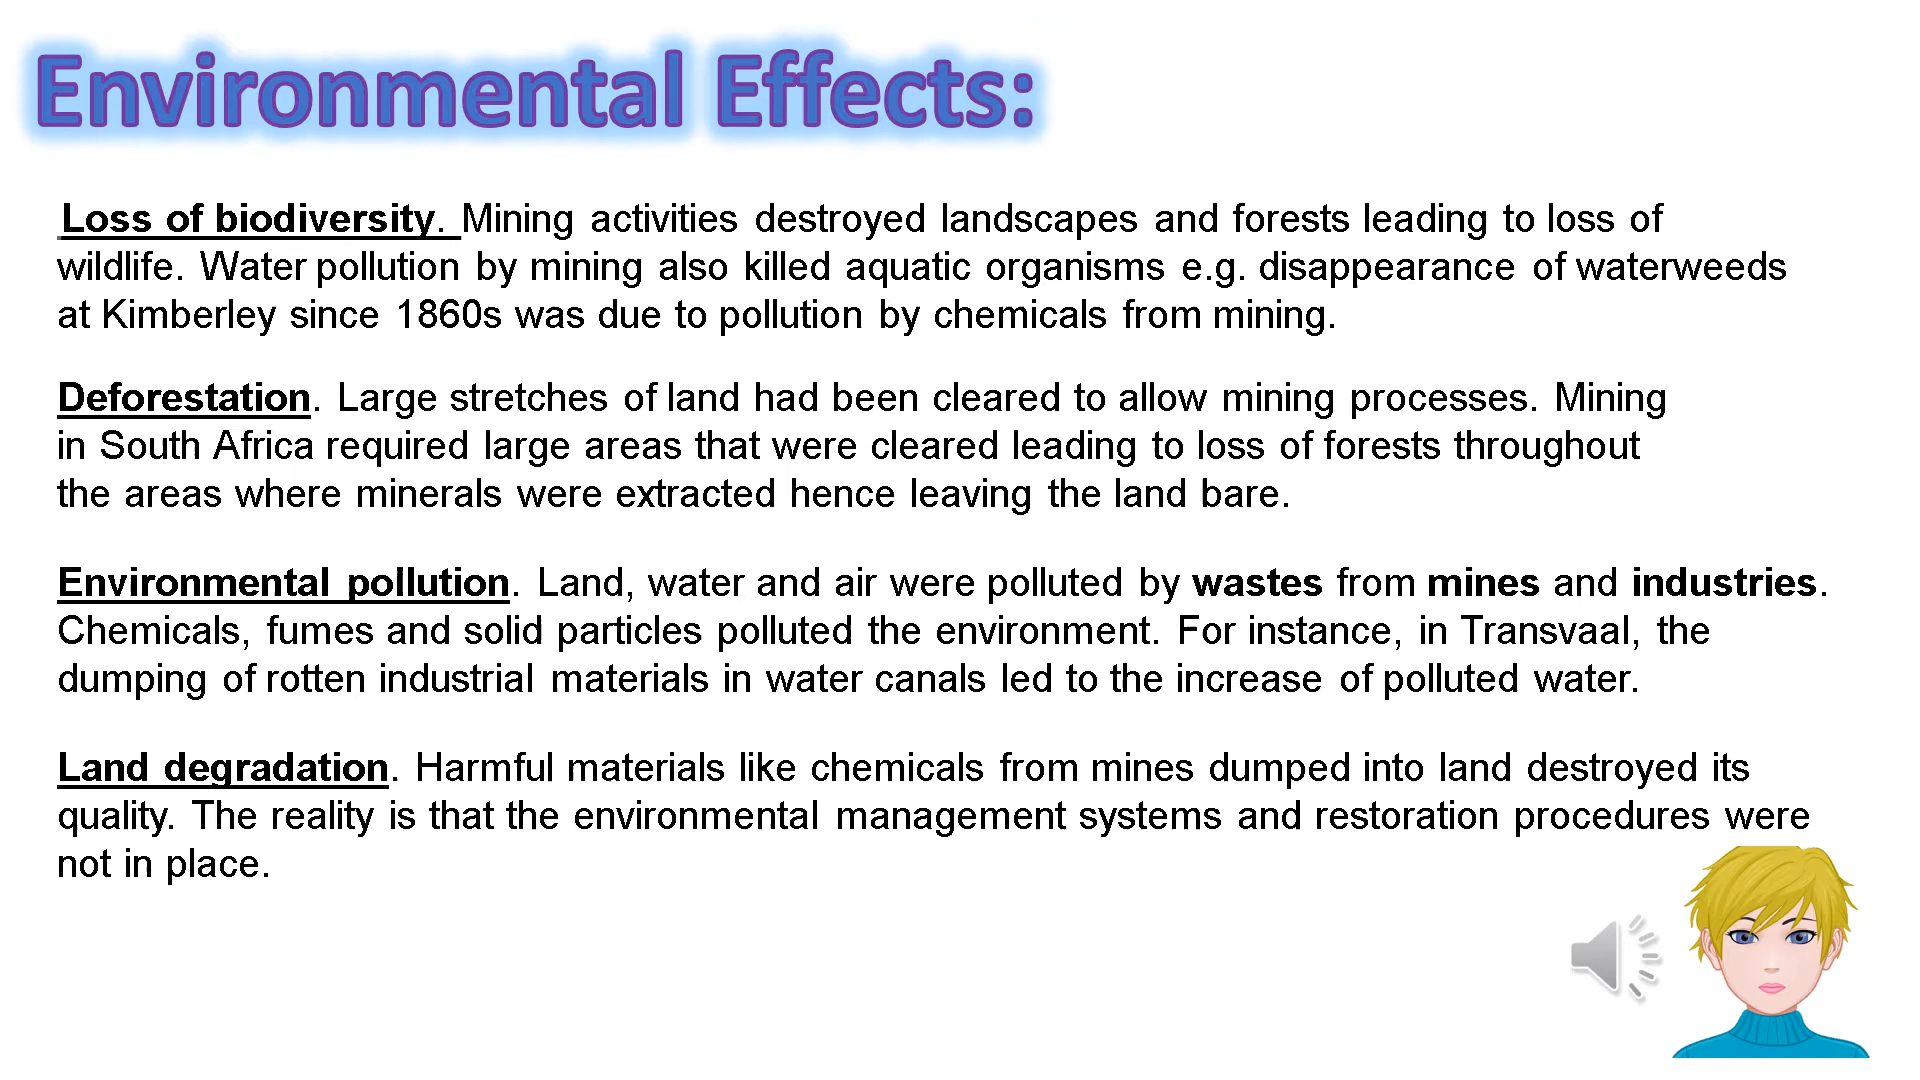 Environmental Effects:
Loss of biodiversity. Mining activities destroyed landscapes and forests leading to loss of
wildlife. Water pollution by mining also killed aquatic organisms e.g. disappearance of waterweeds
at Kimberley since 1860s was due to pollution by chemicals from mining.
Deforestation. Large stretches of land had been cleared to allow mining processes. Mining
in South Africa required large areas that were cleared leading to loss of forests throughout
the areas where minerals were extracted hence leaving the land bare.
Environmental pollution. Land, water and air were polluted by wastes from mines and industries.
Chemicals, fumes and solid particles polluted the environment. For instance, in Transvaal, the
dumping of rotten industrial materials in water canals led to the increase of polluted water.
Land degradation. Harmful materials like chemicals from mines dumped into land destroyed its
quality. The reality is that the environmental management systems and restoration procedures were
not in place.